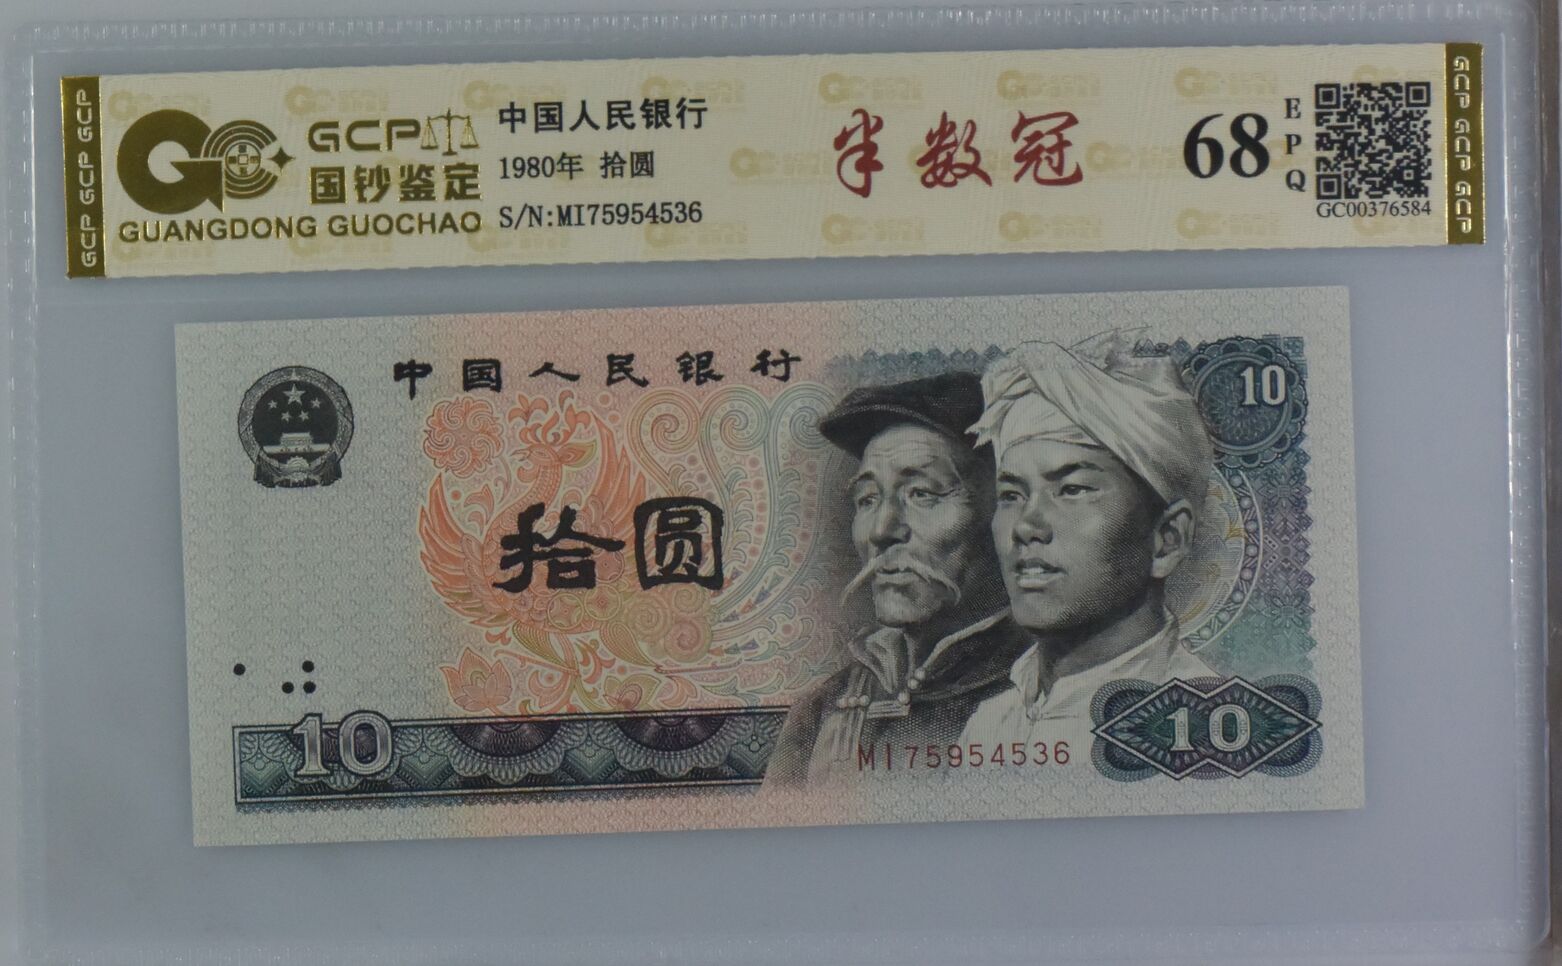 GCP GCP GCP
GCP
国钞鉴定
GUANGDONG GUOCHAO
中国人民银行
1980年 拾圆
S/N:MI75954536
半数冠
68
EPQ
GC00376584
GCP GCP GCP
中国人民银行
10
拾圆
10
MI75954536
10